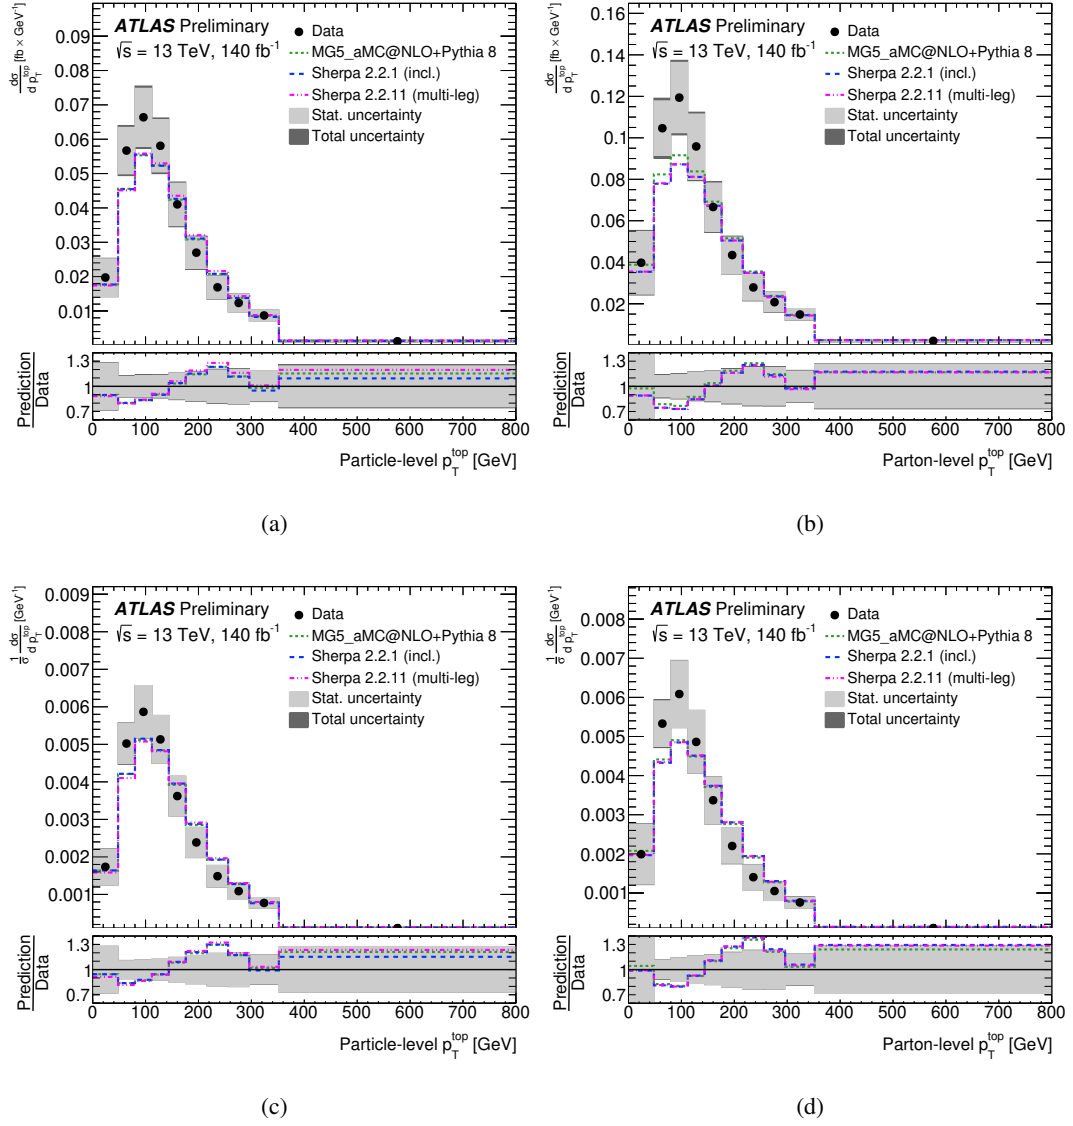 ATLAS Preliminary
√s = 13 TeV, 140 fb⁻¹
Data
MG5_aMC@NLO+Pythia 8
Sherpa 2.2.1 (incl.)
Sherpa 2.2.11 (multi-leg)
Stat. uncertainty
Total uncertainty
dσ/d p_T^top [fb × GeV⁻¹]
0.09
0.08
0.07
0.06
0.05
0.04
0.03
0.02
0.01
Prediction
Data
1.3
1
0.7
0 100 200 300 400 500 600 700 800
Particle-level p_T^top [GeV]
(a)
ATLAS Preliminary
√s = 13 TeV, 140 fb⁻¹
Data
MG5_aMC@NLO+Pythia 8
Sherpa 2.2.1 (incl.)
Sherpa 2.2.11 (multi-leg)
Stat. uncertainty
Total uncertainty
dσ/d p_T^top [fb × GeV⁻¹]
0.16
0.14
0.12
0.1
0.08
0.06
0.04
0.02
Prediction
Data
1.3
1
0.7
0 100 200 300 400 500 600 700 800
Parton-level p_T^top [GeV]
(b)
ATLAS Preliminary
√s = 13 TeV, 140 fb⁻¹
Data
MG5_aMC@NLO+Pythia 8
Sherpa 2.2.1 (incl.)
Sherpa 2.2.11 (multi-leg)
Stat. uncertainty
Total uncertainty
1/σ dσ/d p_T^top [GeV⁻¹]
0.009
0.008
0.007
0.006
0.005
0.004
0.003
0.002
0.001
Prediction
Data
1.3
1
0.7
0 100 200 300 400 500 600 700 800
Particle-level p_T^top [GeV]
(c)
ATLAS Preliminary
√s = 13 TeV, 140 fb⁻¹
Data
MG5_aMC@NLO+Pythia 8
Sherpa 2.2.1 (incl.)
Sherpa 2.2.11 (multi-leg)
Stat. uncertainty
Total uncertainty
1/σ dσ/d p_T^top [GeV⁻¹]
0.008
0.007
0.006
0.005
0.004
0.003
0.002
0.001
Prediction
Data
1.3
1
0.7
0 100 200 300 400 500 600 700 800
Parton-level p_T^top [GeV]
(d)